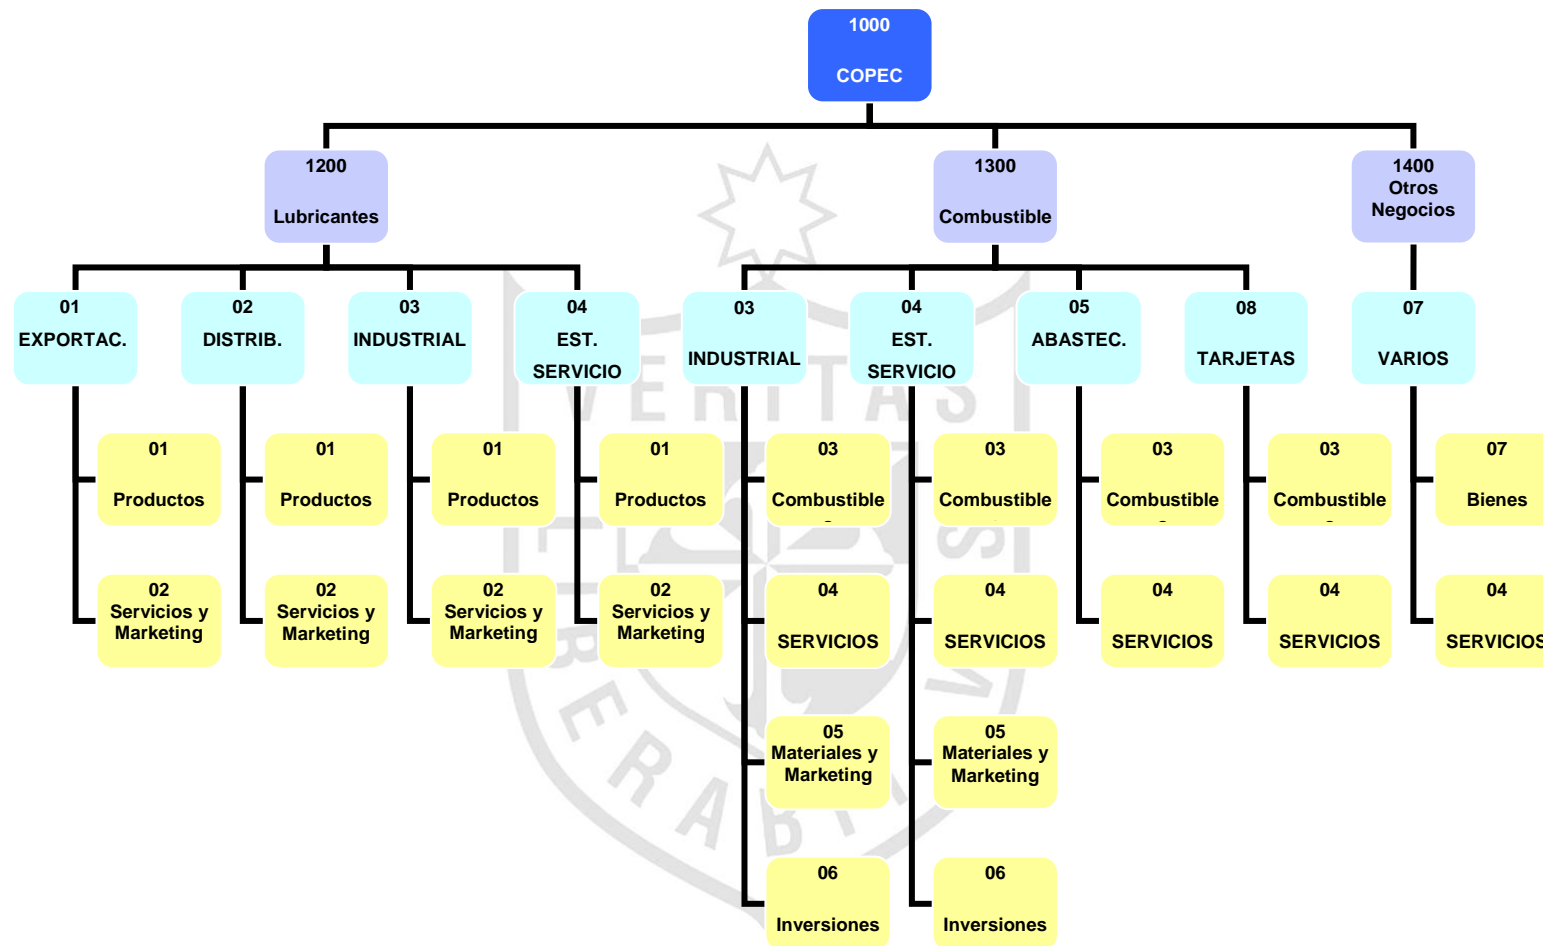 1000
COPEC
1200
Lubricantes
1300
Combustible
1400
Otros
Negocios
01
EXPORTAC.
02
DISTRIB.
03
INDUSTRIAL
04
EST.
SERVICIO
03
INDUSTRIAL
04
EST.
SERVICIO
05
ABASTEC.
08
TARJETAS
07
VARIOS
01
Productos
01
Productos
01
Productos
01
Productos
03
Combustible
03
Combustible
03
Combustible
03
Combustible
07
Bienes
02
Servicios y
Marketing
02
Servicios y
Marketing
02
Servicios y
Marketing
02
Servicios y
Marketing
04
SERVICIOS
04
SERVICIOS
04
SERVICIOS
04
SERVICIOS
04
SERVICIOS
05
Materiales y
Marketing
05
Materiales y
Marketing
06
Inversiones
06
Inversiones
VERITAS
LIBERABIT